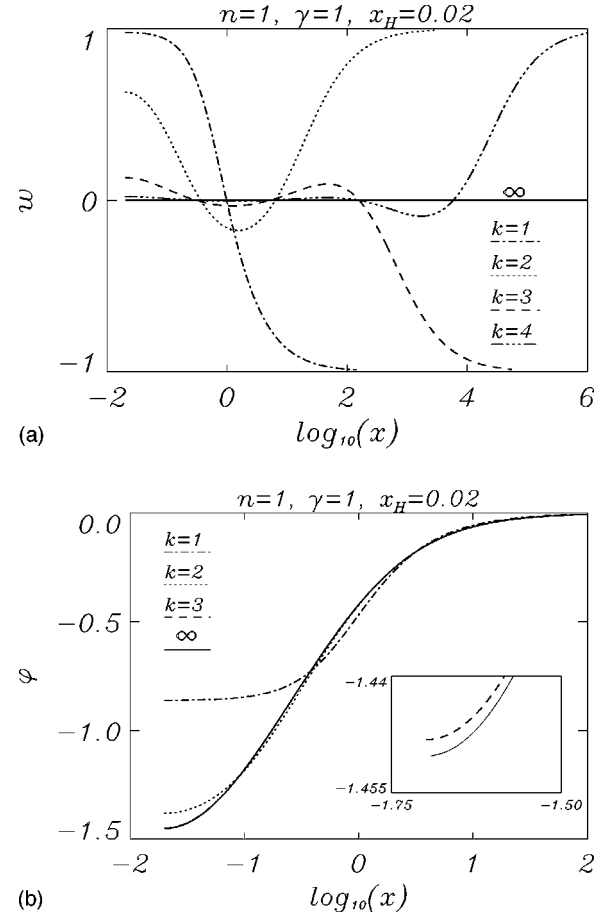 n=1, γ=1, x_H=0.02
1
0
-1
w
∞
k=1
k=2
k=3
k=4
-2 0 2 4 6
log₁₀(x)
(a)
n=1, γ=1, x_H=0.02
0.0
-0.5
-1.0
-1.5
φ
k=1
k=2
k=3
∞
-1.44
-1.455
-1.75 -1.50
-2 -1 0 1 2
log₁₀(x)
(b)